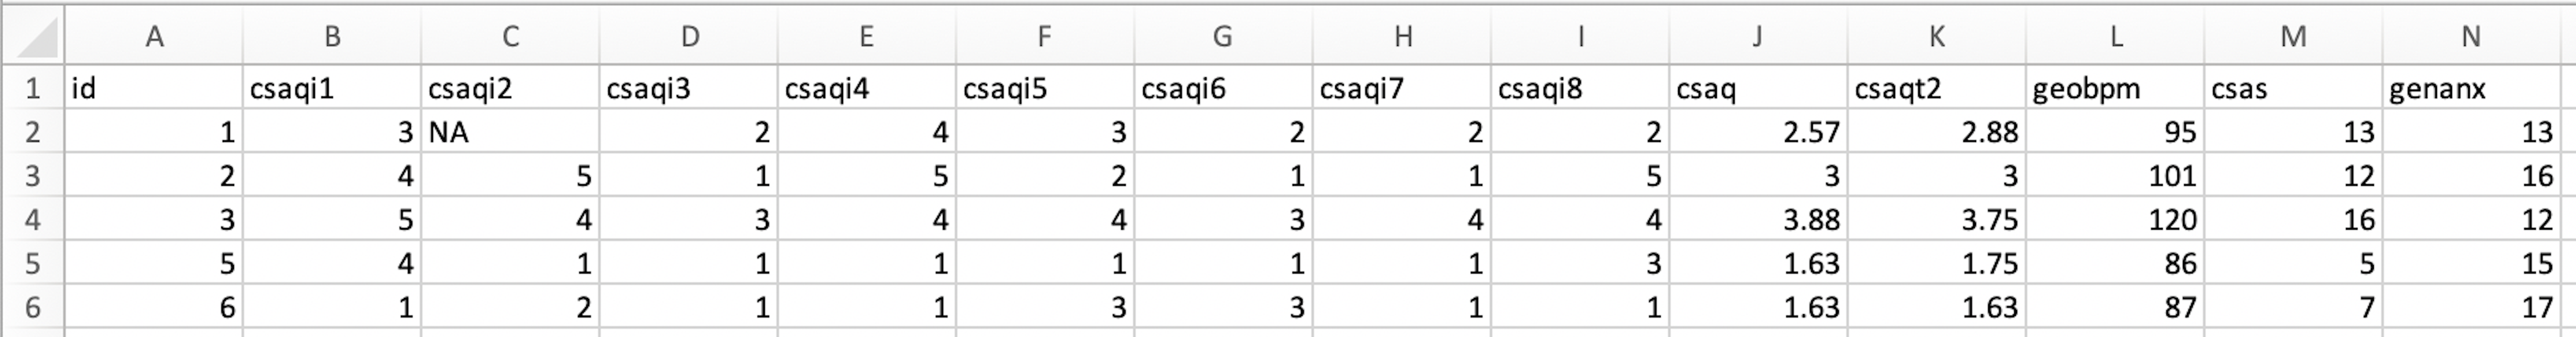 A B C D E F G H I J K L M N
1 id csaqi1 csaqi2 csaqi3 csaqi4 csaqi5 csaqi6 csaqi7 csaqi8 csaq csaqt2 geobpm csas genanx
2 1 3 NA 2 4 3 2 2 2 2.57 2.88 95 13 13
3 2 4 5 1 5 2 1 1 5 3 3 101 12 16
4 3 5 4 3 4 4 3 4 4 3.88 3.75 120 16 12
5 5 4 1 1 1 1 1 1 3 1.63 1.75 86 5 15
6 6 1 2 1 1 3 3 1 1 1.63 1.63 87 7 17